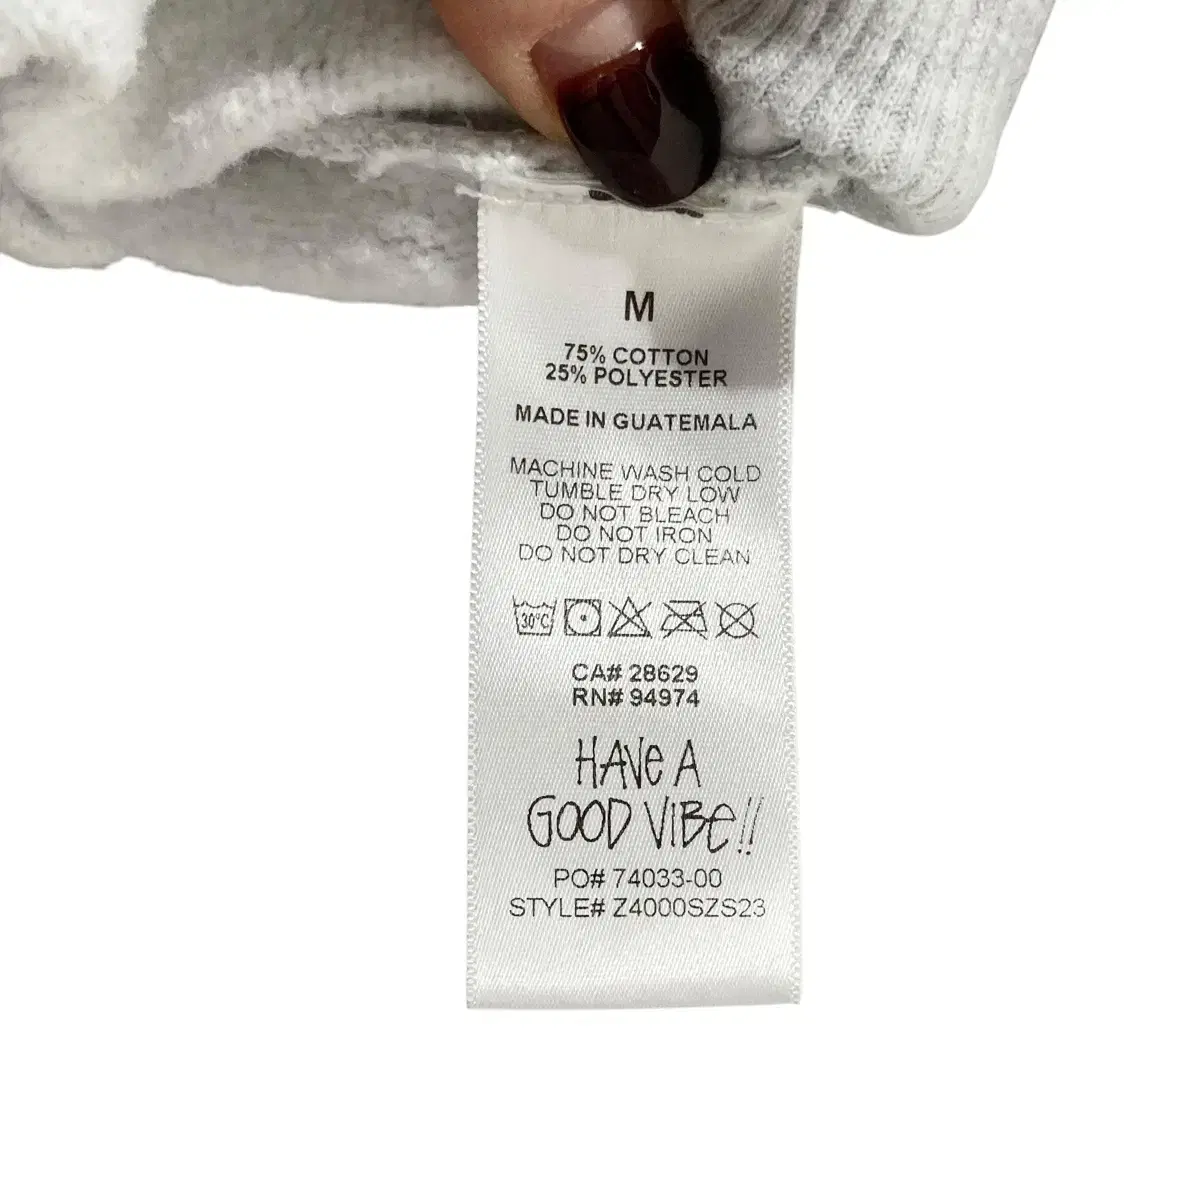 M
75% COTTON
25% POLYESTER
MADE IN GUATEMALA
MACHINE WASH COLD
TUMBLE DRY LOW
DO NOT BLEACH
DO NOT IRON
DO NOT DRY CLEAN
30°C
CA# 28629
RN# 94974
HAVE A
GOOD VIBE!!
PO# 74033-00
STYLE# Z4000SZS23